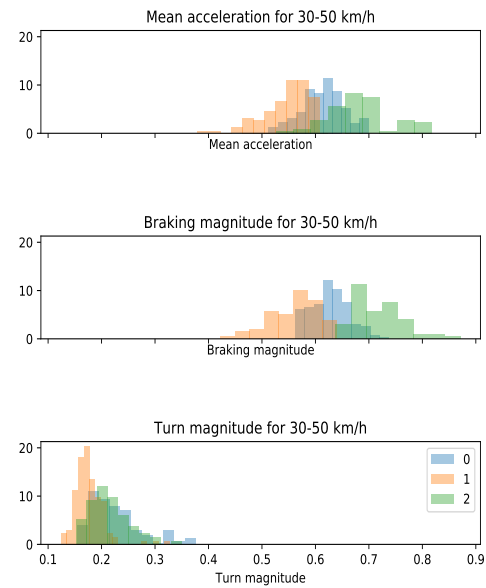 Mean acceleration for 30-50 km/h
20
10
0
Mean acceleration
Braking magnitude for 30-50 km/h
20
10
0
Braking magnitude
Turn magnitude for 30-50 km/h
20
10
0
0
1
2
0.1 0.2 0.3 0.4 0.5 0.6 0.7 0.8 0.9
Turn magnitude